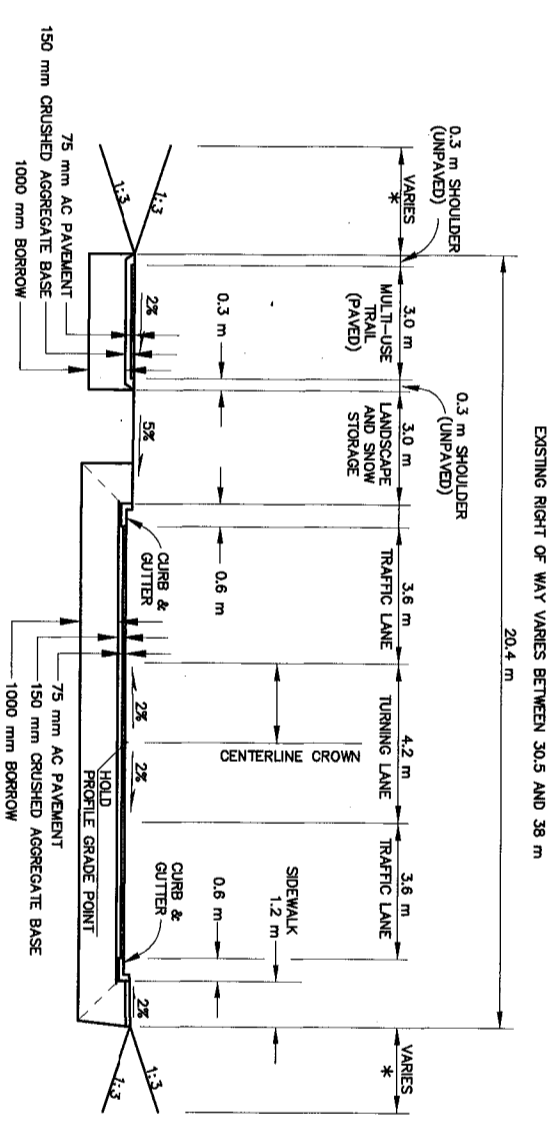 EXISTING RIGHT OF WAY VARIES BETWEEN 30.5 AND 38 m
20.4 m
0.3 m SHOULDER
(UNPAVED)
0.3 m SHOULDER
(UNPAVED)
VARIES
*
3.0 m
MULTI-USE
TRAIL
(PAVED)
3.0 m
LANDSCAPE
AND SNOW
STORAGE
3.6 m
TRAFFIC LANE
4.2 m
TURNING LANE
3.6 m
TRAFFIC LANE
VARIES
*
SIDEWALK
1.2 m
0.3 m
0.6 m
CENTERLINE CROWN
0.6 m
1:3
1:3
2%
5%
CURB &
GUTTER
2%
2%
CURB &
GUTTER
2%
1:3
1:3
HOLD
PROFILE GRADE POINT
75 mm AC PAVEMENT
150 mm CRUSHED AGGREGATE BASE
1000 mm BORROW
75 mm AC PAVEMENT
150 mm CRUSHED AGGREGATE BASE
1000 mm BORROW